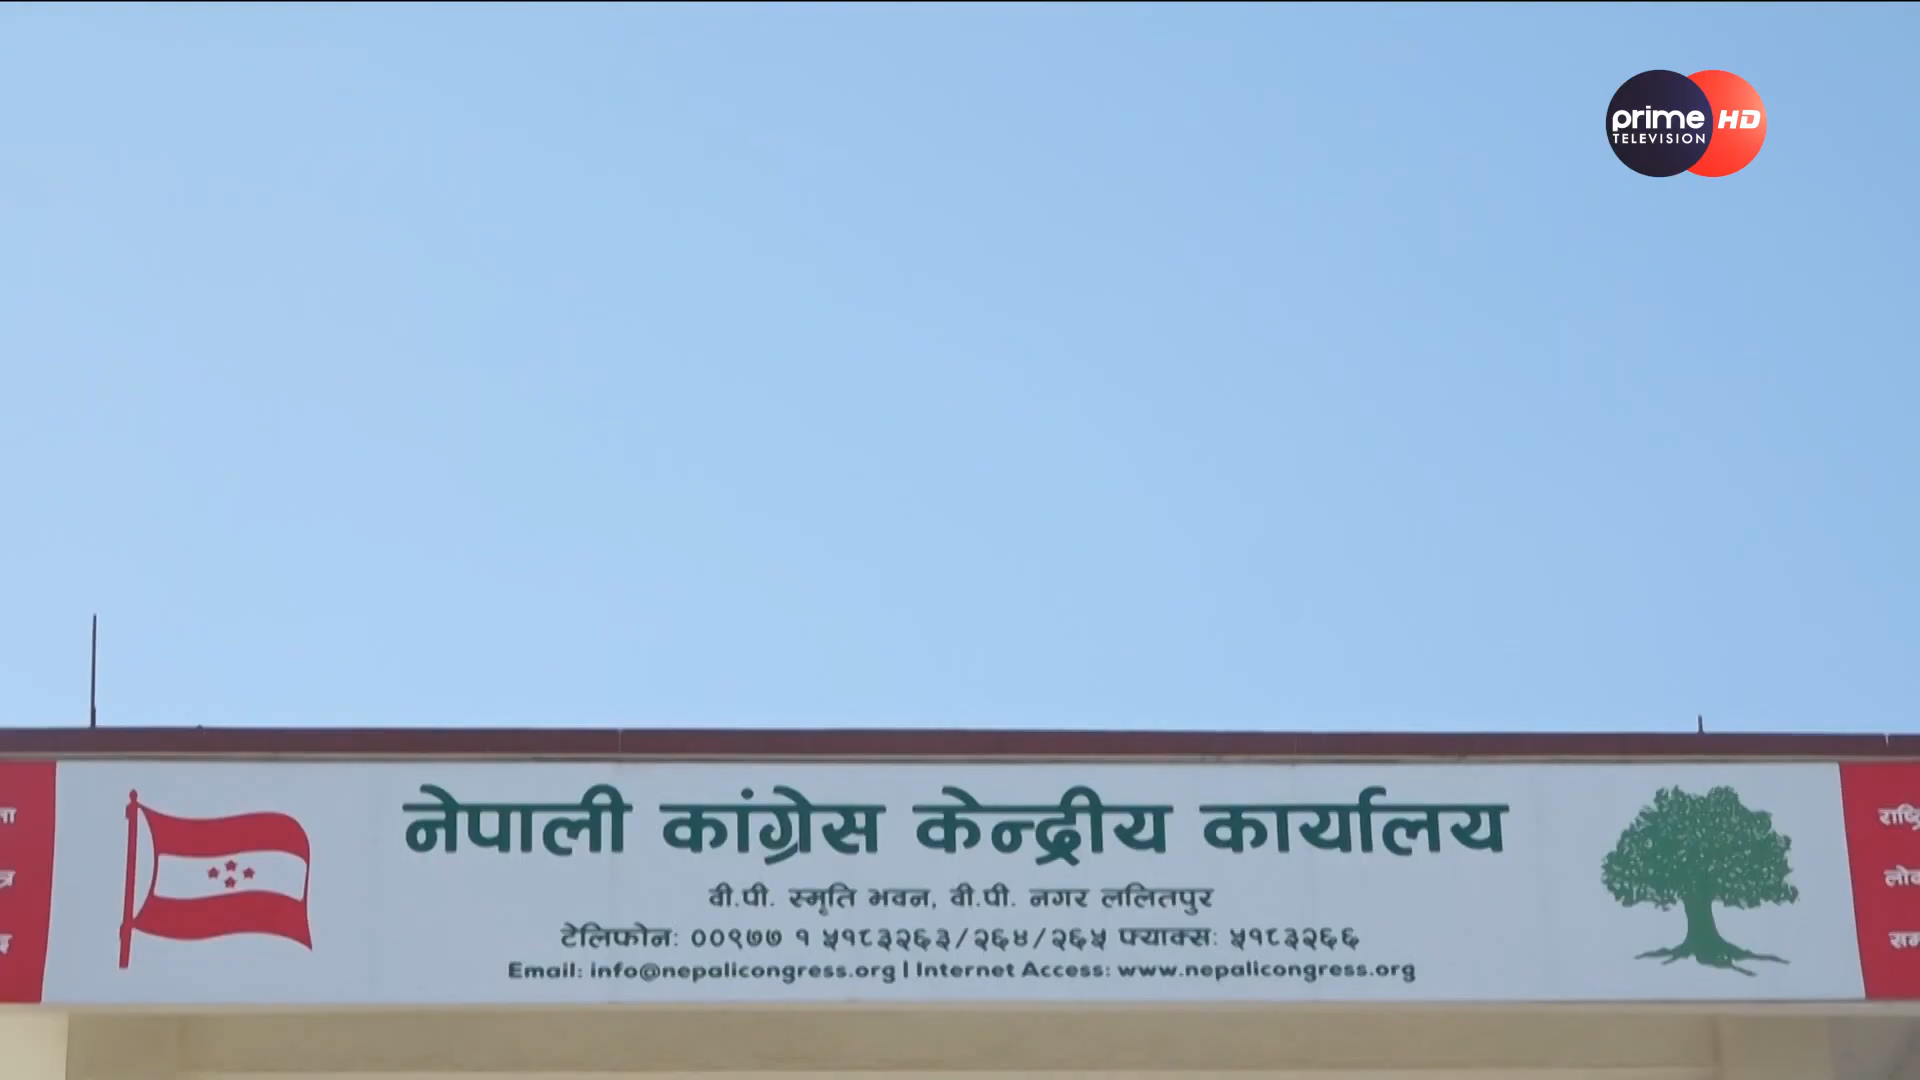 prime HD
TELEVISION
नेपाली कांग्रेस केन्द्रीय कार्यालय
वी.पी. स्मृति भवन, वी.पी. नगर ललितपुर
टेलिफोन: ००९७७ १ ५१८३२६३/२६४/२६५ फ्याक्स: ५१८३२६६
Email: info@nepalicongress.org | Internet Access: www.nepalicongress.org